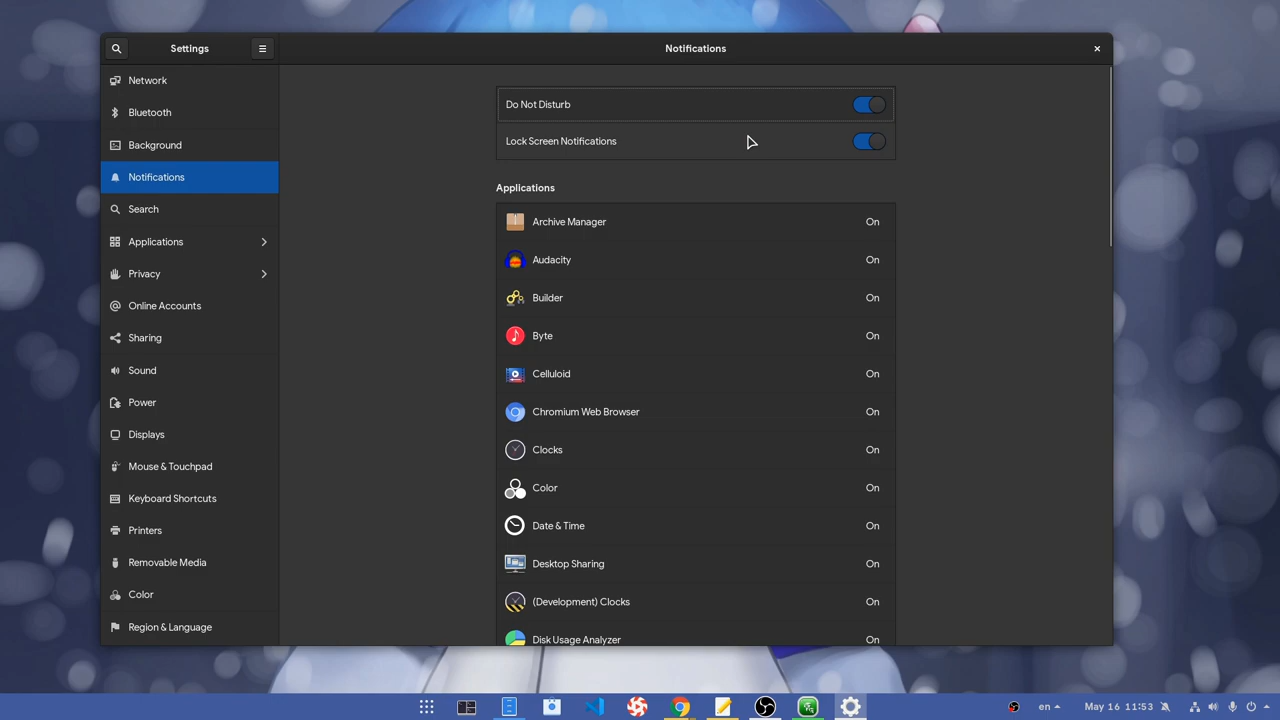 Settings
Notifications
Network
Bluetooth
Background
Notifications
Search
Applications
Privacy
Online Accounts
Sharing
Sound
Power
Displays
Mouse & Touchpad
Keyboard Shortcuts
Printers
Removable Media
Color
Region & Language
Do Not Disturb
Lock Screen Notifications
Applications
Archive Manager On
Audacity On
Builder On
Byte On
Celluloid On
Chromium Web Browser On
Clocks On
Color On
Date & Time On
Desktop Sharing On
(Development) Clocks On
Disk Usage Analyzer On
en May 16 11:53